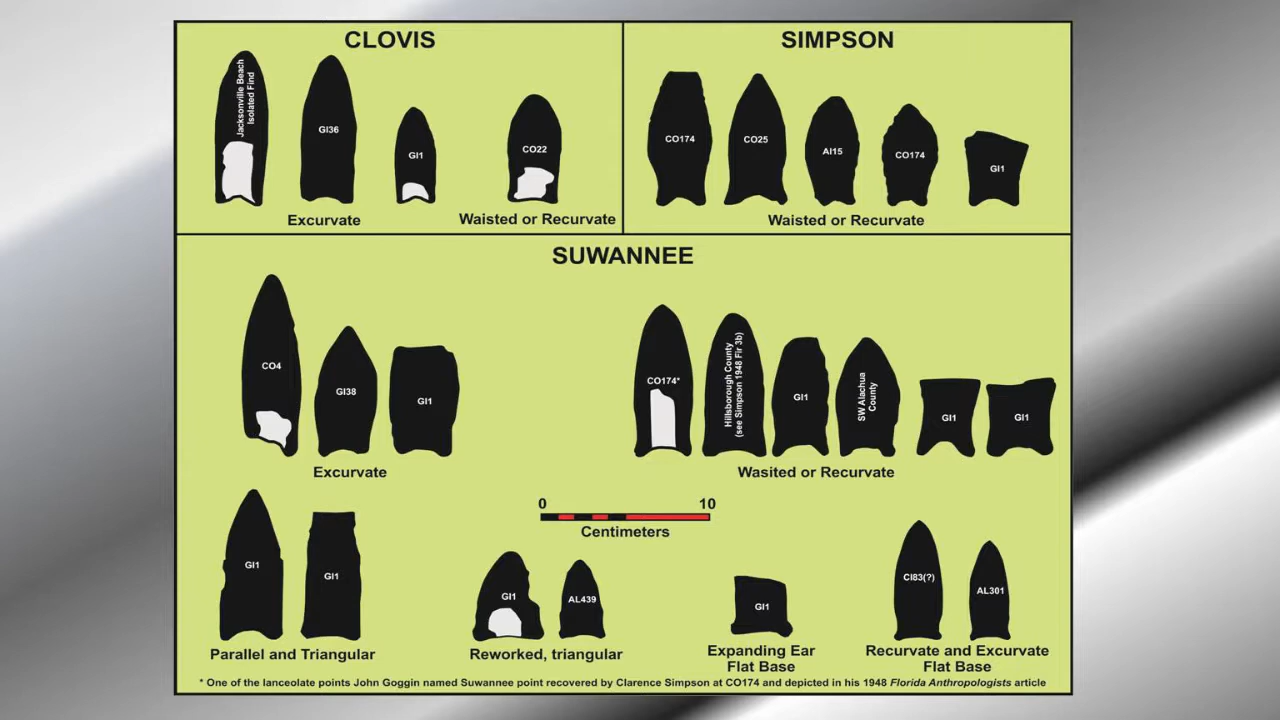 CLOVIS
Jacksonville Beach
Isolated Find
GI36
GI1
CO22
Excurvate
Waisted or Recurvate
SIMPSON
CO174
CO25
AI15
CO174
GI1
Waisted or Recurvate
SUWANNEE
CO4
GI38
GI1
Excurvate
CO174*
Hillsborough County
(see Simpson 1948 Fir 3b)
GI1
SW Alachua
County
GI1
GI1
Wasited or Recurvate
GI1
GI1
Parallel and Triangular
0 10
Centimeters
GI1
AL439
Reworked, triangular
GI1
Expanding Ear
Flat Base
CI83(?)
AL301
Recurvate and Excurvate
Flat Base
* One of the lanceolate points John Goggin named Suwannee point recovered by Clarence Simpson at CO174 and depicted in his 1948 Florida Anthropologists article